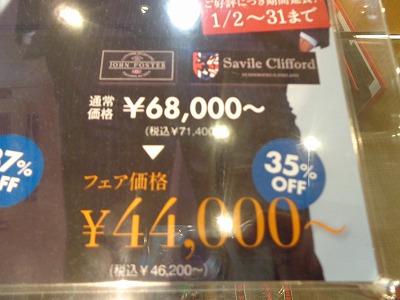 ご好評につき期間延長!
1/2～31まで
JOHN FOSTER
Savile Clifford
通常
価格
¥68,000～
(税込¥71,400
37%
OFF
35%
OFF
フェア価格
¥44,000～
(税込¥46,200～)